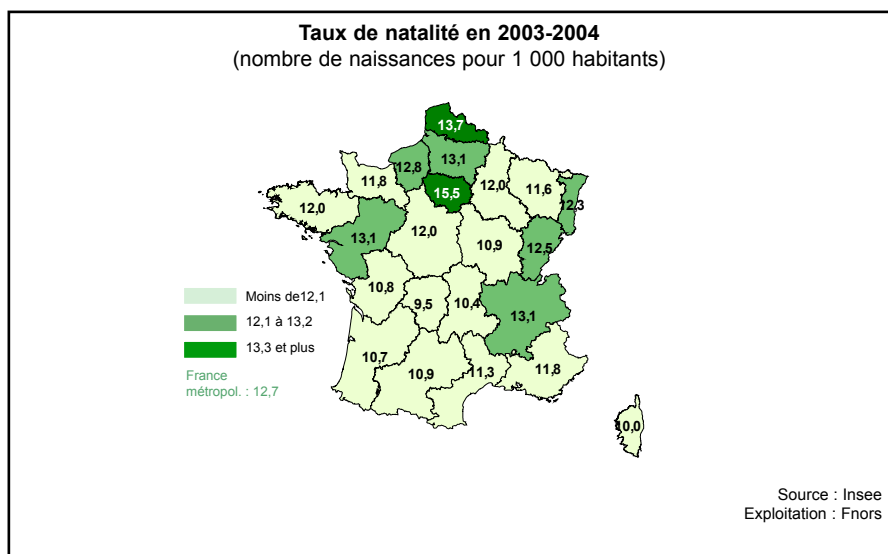 Taux de natalité en 2003-2004
(nombre de naissances pour 1 000 habitants)
13,7
13,1
12,8
11,8
15,5
12,0
11,6
12,3
12,0
13,1
12,0
10,9
12,5
10,8
9,5
10,4
13,1
10,7
10,9
11,3
11,8
10,0
Moins de12,1
12,1 à 13,2
13,3 et plus
France
métropol. : 12,7
Source : Insee
Exploitation : Fnors